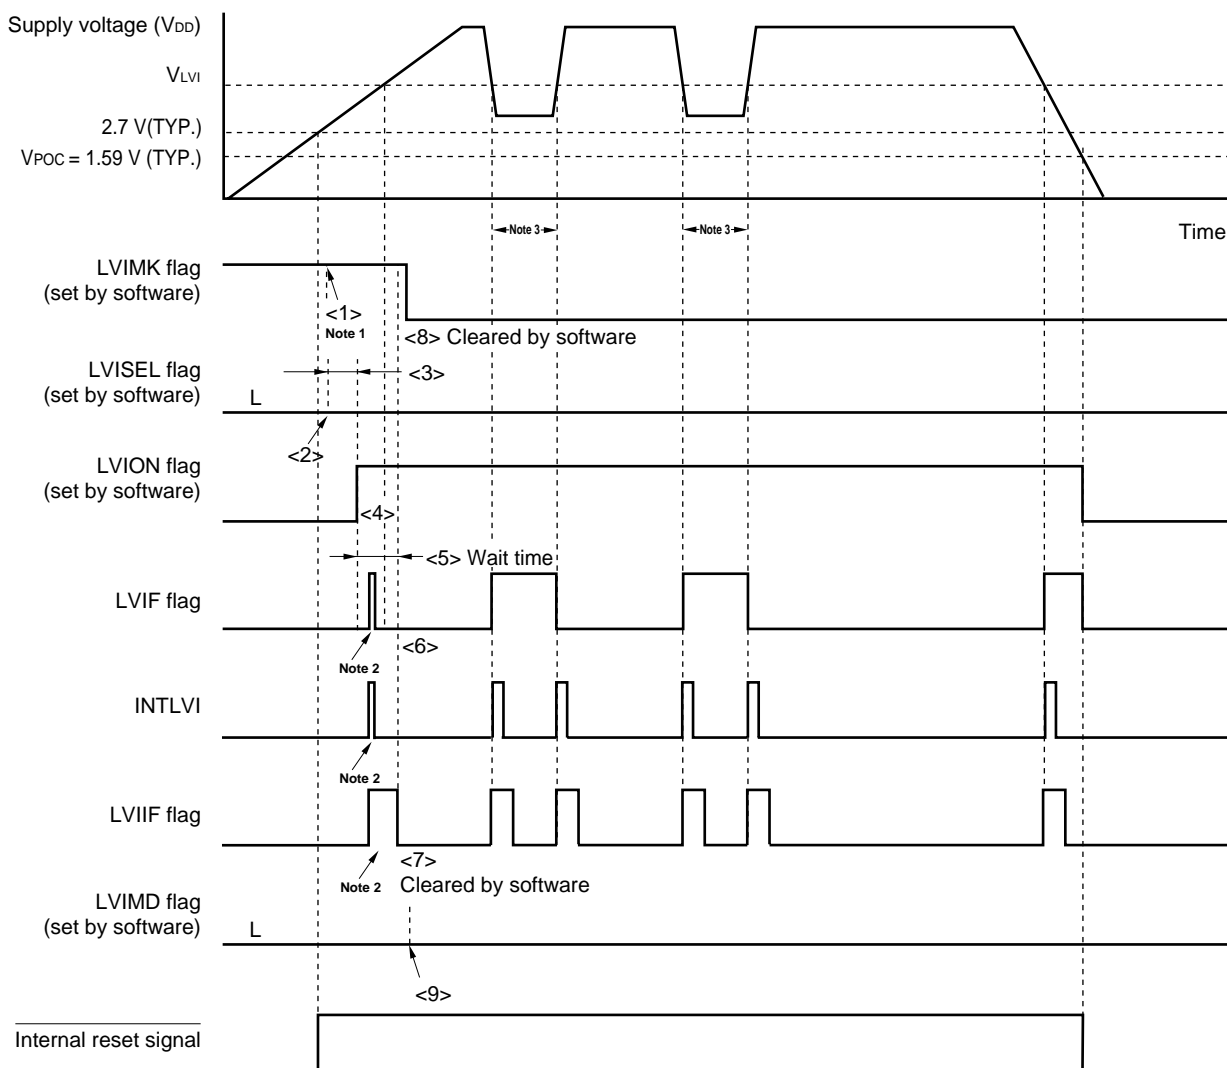 Supply voltage (VDD)
VLVI
2.7 V(TYP.)
VPOC = 1.59 V (TYP.)
Note 3
Note 3
Time
LVIMK flag
(set by software)
<1>
Note 1
<8> Cleared by software
LVISEL flag
(set by software)
<3>
L
<2>
LVION flag
(set by software)
<4>
<5> Wait time
LVIF flag
<6>
Note 2
INTLVI
Note 2
LVIIF flag
<7>
Note 2
Cleared by software
LVIMD flag
(set by software)
L
<9>
Internal reset signal